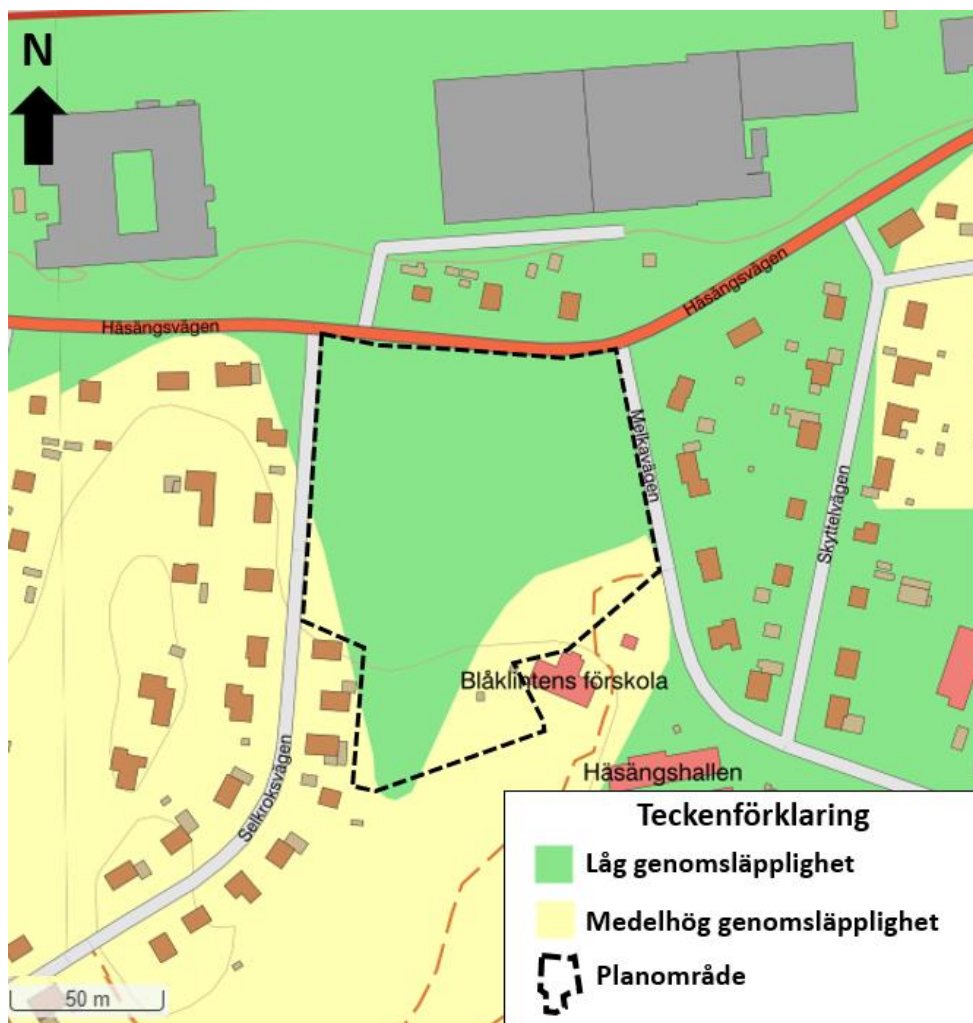 N
Häsängsvägen
Häsängsvägen
Melkavägen
Skyttelvägen
Blåklintens förskola
Selkroksvägen
Häsängshallen
Teckenförklaring
Låg genomsläpplighet
Medelhög genomsläpplighet
Planområde
50 m